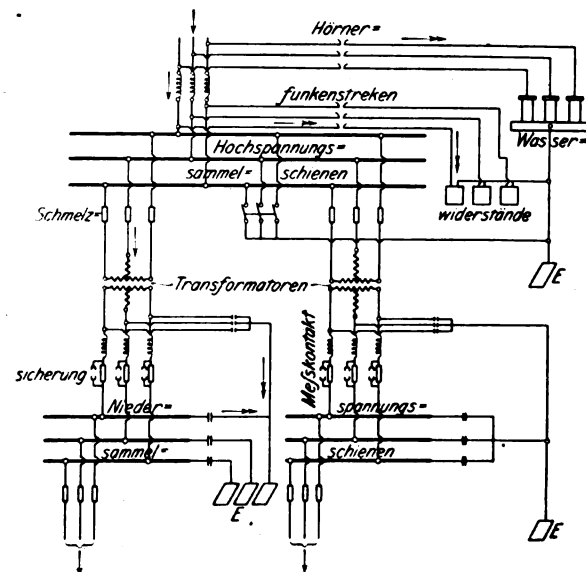 Hörner=
funkenstreken
Wasser=
Hochspannungs=
sammel= schienen
widerstände
Schmelz=
E
Transformatoren
Messkontakt
sicherung
Nieder= spannungs=
sammel= schienen
E.
E